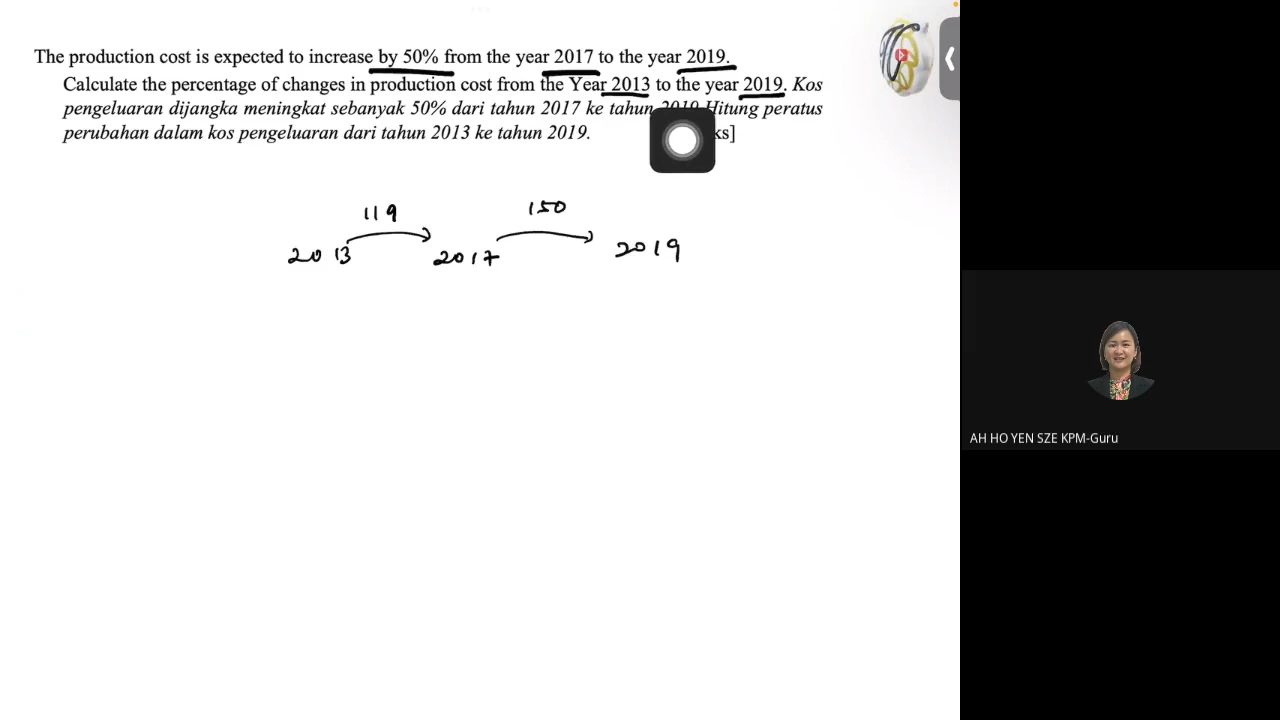 The production cost is expected to increase by 50% from the year 2017 to the year 2019.
Calculate the percentage of changes in production cost from the Year 2013 to the year 2019. Kos
pengeluaran dijangka meningkat sebanyak 50% dari tahun 2017 ke tahun 2019 Hitung peratus
perubahan dalam kos pengeluaran dari tahun 2013 ke tahun 2019. ks]
119 150
2013 2017 2019
AH HO YEN SZE KPM-Guru